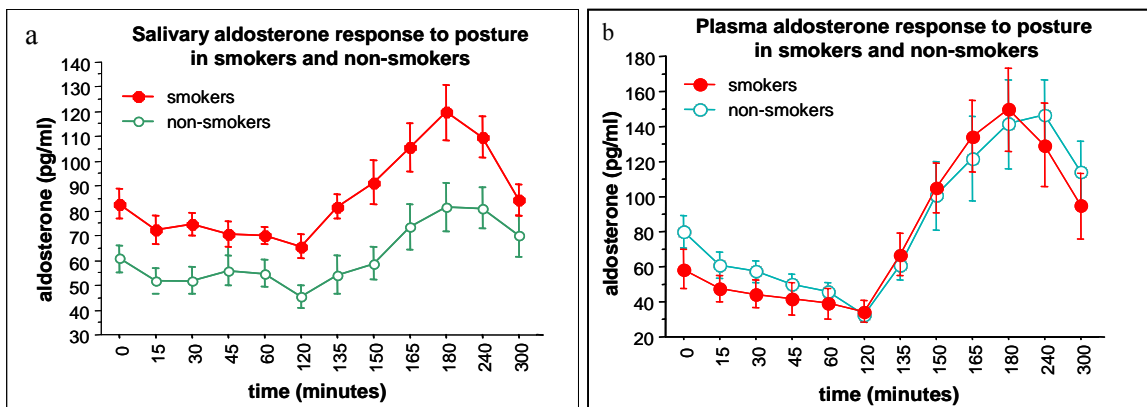 a
Salivary aldosterone response to posture
in smokers and non-smokers
140
130
120
110
100
90
80
70
60
50
40
30
aldosterone (pg/ml)
smokers
non-smokers
0 15 30 45 60 120 135 150 165 180 240 300
time (minutes)
b
Plasma aldosterone response to posture
in smokers and non-smokers
180
160
140
120
100
80
60
40
20
aldosterone (pg/ml)
smokers
non-smokers
0 15 30 45 60 120 135 150 165 180 240 300
time (minutes)